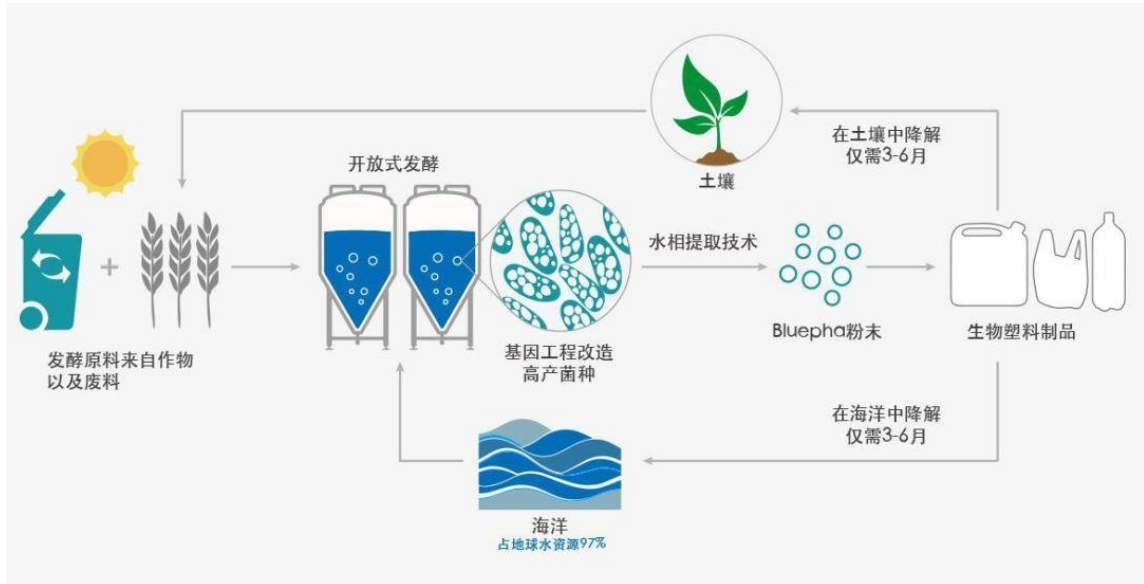 在土壤中降解
仅需3-6月
土壤
开放式发酵
水相提取技术
Bluepha粉末
生物塑料制品
发酵原料来自作物
以及废料
基因工程改造
高产菌种
在海洋中降解
仅需3-6月
海洋
占地球水资源97%